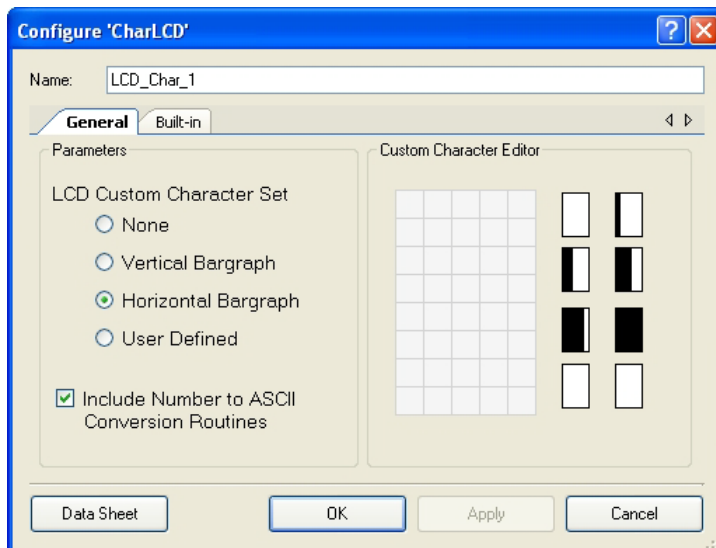 Configure 'CharLCD'
Name: LCD_Char_1
General Built-in
Parameters
LCD Custom Character Set
None
Vertical Bargraph
Horizontal Bargraph
User Defined
Include Number to ASCII
Conversion Routines
Custom Character Editor
Data Sheet OK Apply Cancel